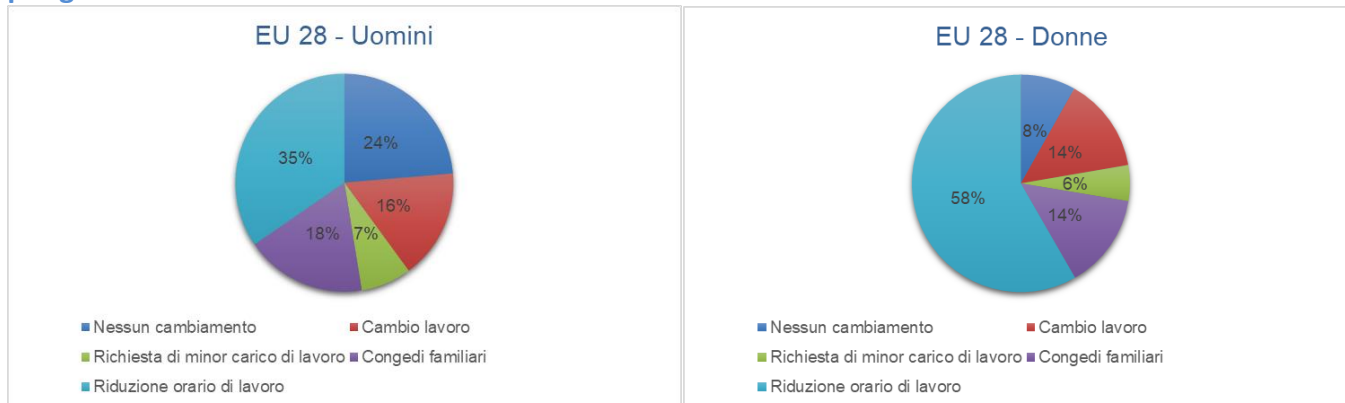 EU 28 - Uomini
24%
16%
7%
18%
35%
Nessun cambiamento
Cambio lavoro
Richiesta di minor carico di lavoro
Congedi familiari
Riduzione orario di lavoro
EU 28 - Donne
8%
14%
6%
14%
58%
Nessun cambiamento
Cambio lavoro
Richiesta di minor carico di lavoro
Congedi familiari
Riduzione orario di lavoro